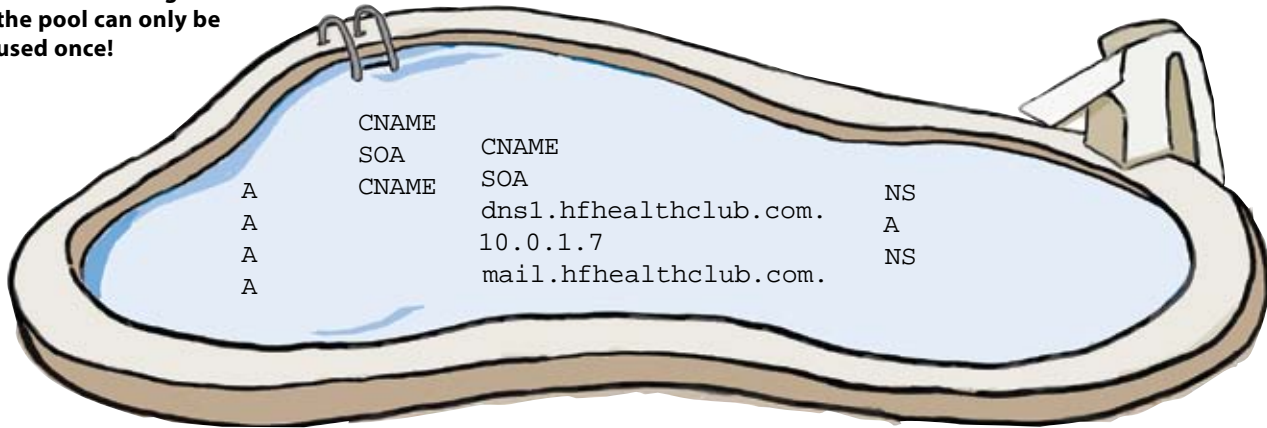 the pool can only be
used once!
CNAME
SOA
CNAME
A
A
A
A
CNAME
SOA
dns1.hfhealthclub.com.
10.0.1.7
mail.hfhealthclub.com.
NS
A
NS